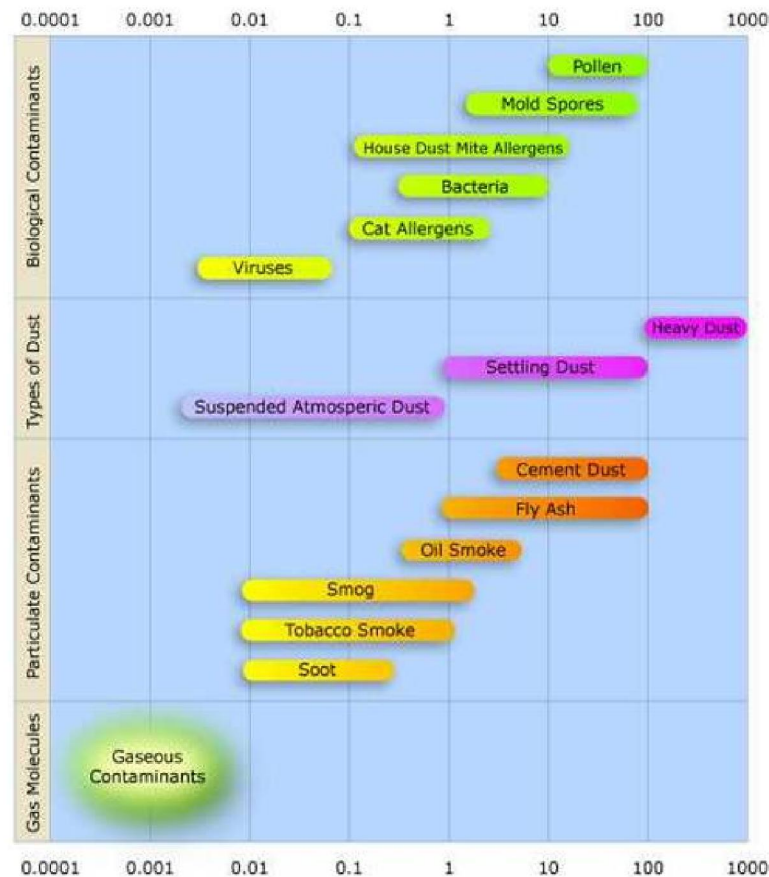 0.0001 0.001 0.01 0.1 1 10 100 1000
Biological Contaminants
Pollen
Mold Spores
House Dust Mite Allergens
Bacteria
Cat Allergens
Viruses
Types of Dust
Heavy Dust
Settling Dust
Suspended Atmosperic Dust
Particulate Contaminants
Cement Dust
Fly Ash
Oil Smoke
Smog
Tobacco Smoke
Soot
Gas Molecules
Gaseous
Contaminants
0.0001 0.001 0.01 0.1 1 10 100 1000